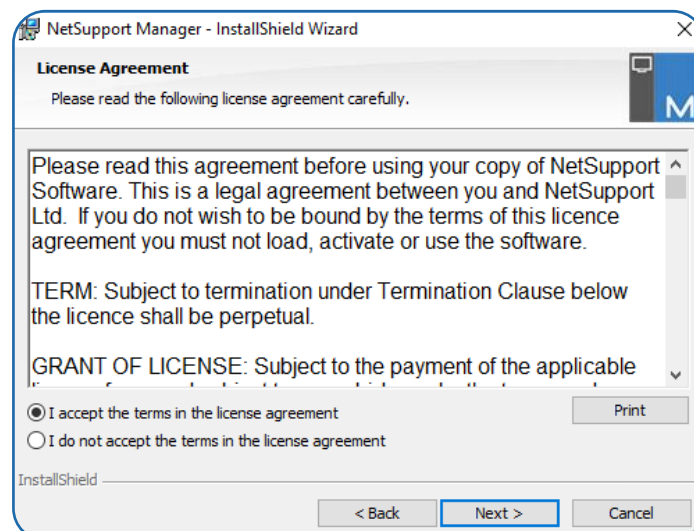 NetSupport Manager - InstallShield Wizard
License Agreement
Please read the following license agreement carefully.
M
Please read this agreement before using your copy of NetSupport
Software. This is a legal agreement between you and NetSupport
Ltd.  If you do not wish to be bound by the terms of this licence
agreement you must not load, activate or use the software.
TERM: Subject to termination under Termination Clause below
the licence shall be perpetual.
GRANT OF LICENSE: Subject to the payment of the applicable
I accept the terms in the license agreement
Print
I do not accept the terms in the license agreement
InstallShield
< Back
Next >
Cancel